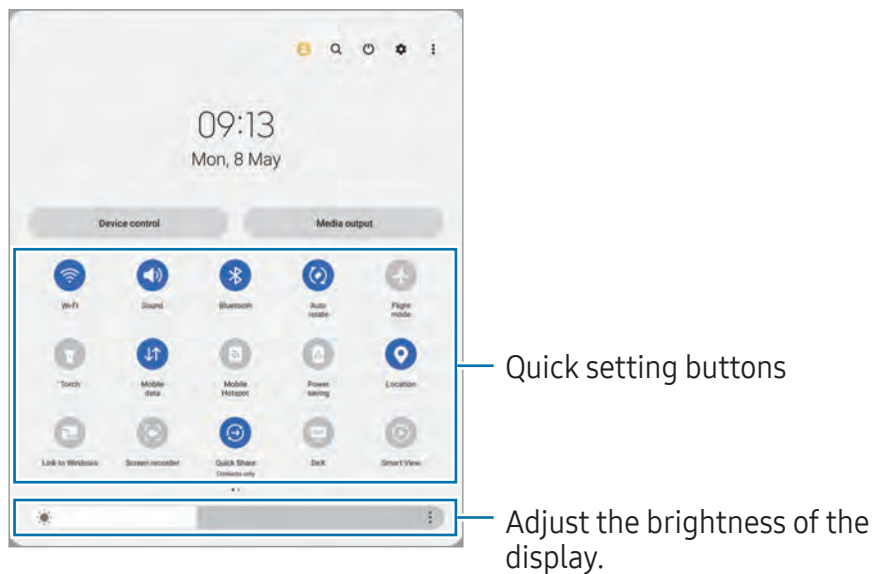 09:13
Mon, 8 May
Device control Media output
Wi-Fi Sound Bluetooth Auto rotate Flight mode
Torch Mobile data Mobile Hotspot Power saving Location
Quick setting buttons
Link to Windows Screen recorder Quick Share DeX Smart View
Contacts only
Adjust the brightness of the
display.